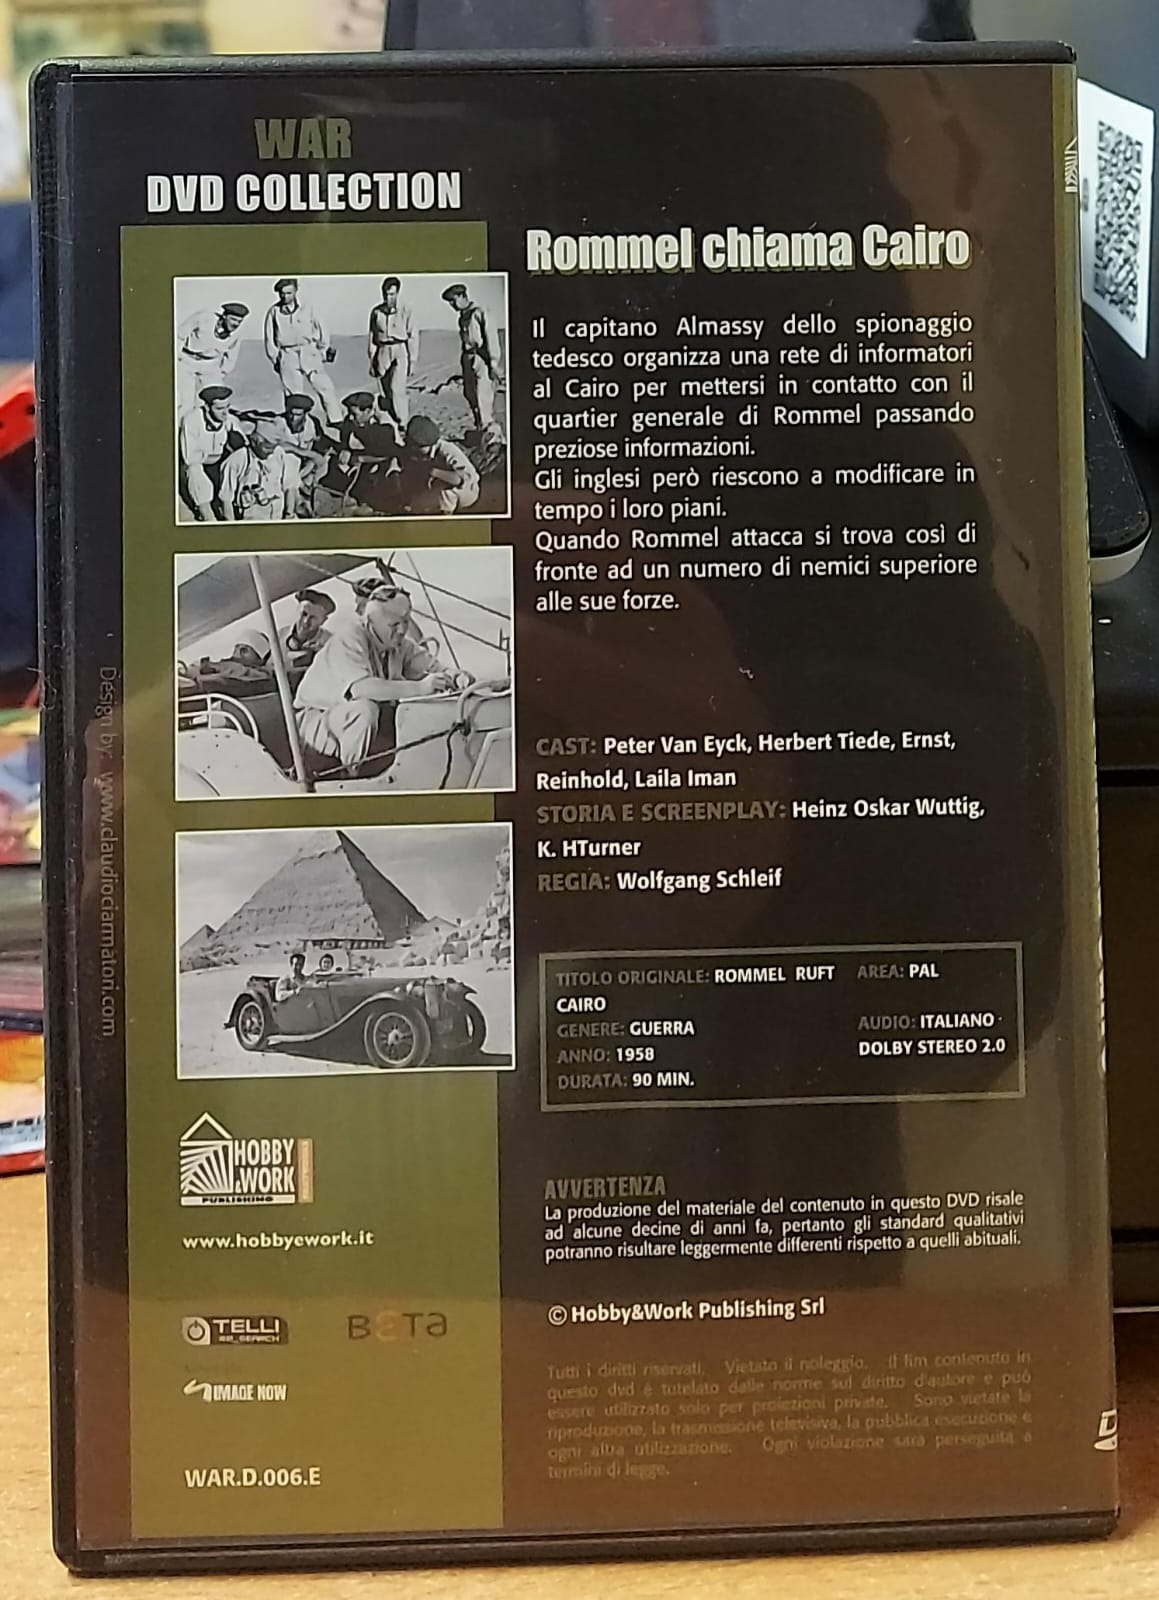 WAR
DVD COLLECTION
Rommel chiama Cairo
Il capitano Almassy dello spionaggio
tedesco organizza una rete di informatori
al Cairo per mettersi in contatto con il
quartier generale di Rommel passando
preziose informazioni.
Gli inglesi però riescono a modificare in
tempo i loro piani.
Quando Rommel attacca si trova così di
fronte ad un numero di nemici superiore
alle sue forze.
CAST: Peter Van Eyck, Herbert Tiede, Ernst,
Reinhold, Laila Iman
STORIA E SCREENPLAY: Heinz Oskar Wuttig,
K. HTurner
REGIA: Wolfgang Schleif
TITOLO ORIGINALE: ROMMEL RUFT
CAIRO
GENERE: GUERRA
ANNO: 1958
DURATA: 90 MIN.
AREA: PAL
AUDIO: ITALIANO
DOLBY STEREO 2.0
AVVERTENZA
La produzione del materiale del contenuto in questo DVD risale
ad alcune decine di anni fa, pertanto gli standard qualitativi
potranno risultare leggermente differenti rispetto a quelli abituali.
© Hobby&Work Publishing Srl
Tutti i diritti riservati. Vietato il noleggio. Il fim contenuto in
questo dvd è tutelato dalle norme sul diritto d'autore e può
essere utilizzato solo per proiezioni private. Sono vietate la
riproduzione, la trasmissione televisiva, la pubblica esecuzione e
ogni altra utilizzazione. Ogni violazione sarà perseguita a
termini di legge.
Design by: www.claudiociarmatori.com
HOBBY
&WORK
PUBLISHING
www.hobbyework.it
TELLI
RE_SEARCH
BETa
IMAGE NOW
WAR.D.006.E